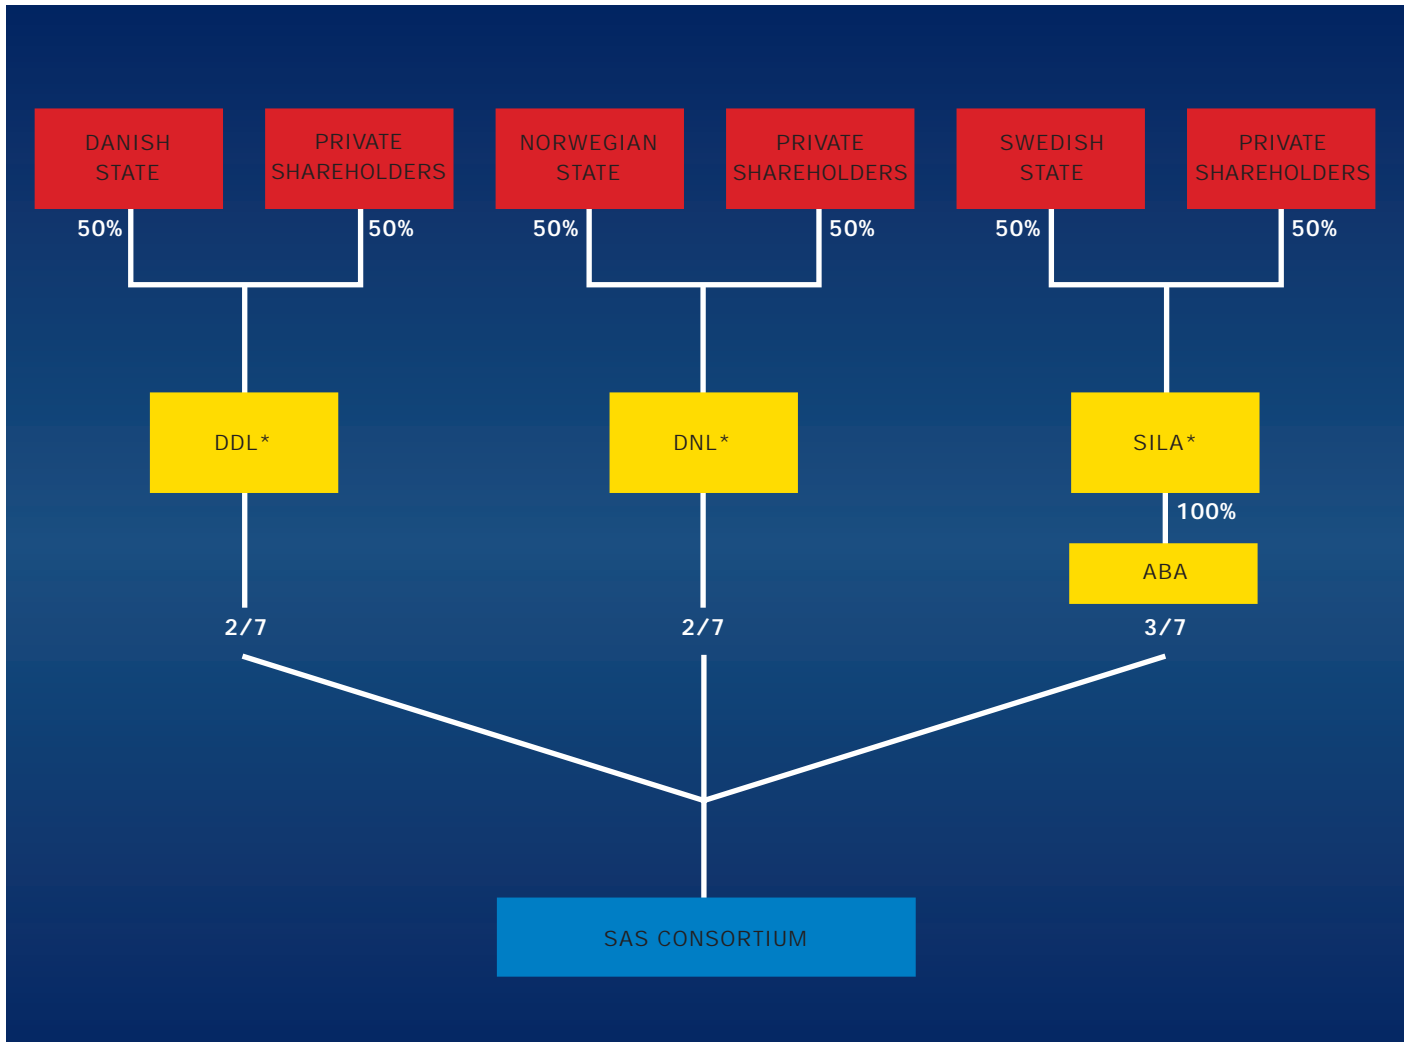 DANISH
STATE
PRIVATE
SHAREHOLDERS
NORWEGIAN
STATE
PRIVATE
SHAREHOLDERS
SWEDISH
STATE
PRIVATE
SHAREHOLDERS
50%
50%
50%
50%
50%
50%
DDL*
DNL*
SILA*
100%
ABA
2/7
2/7
3/7
SAS CONSORTIUM